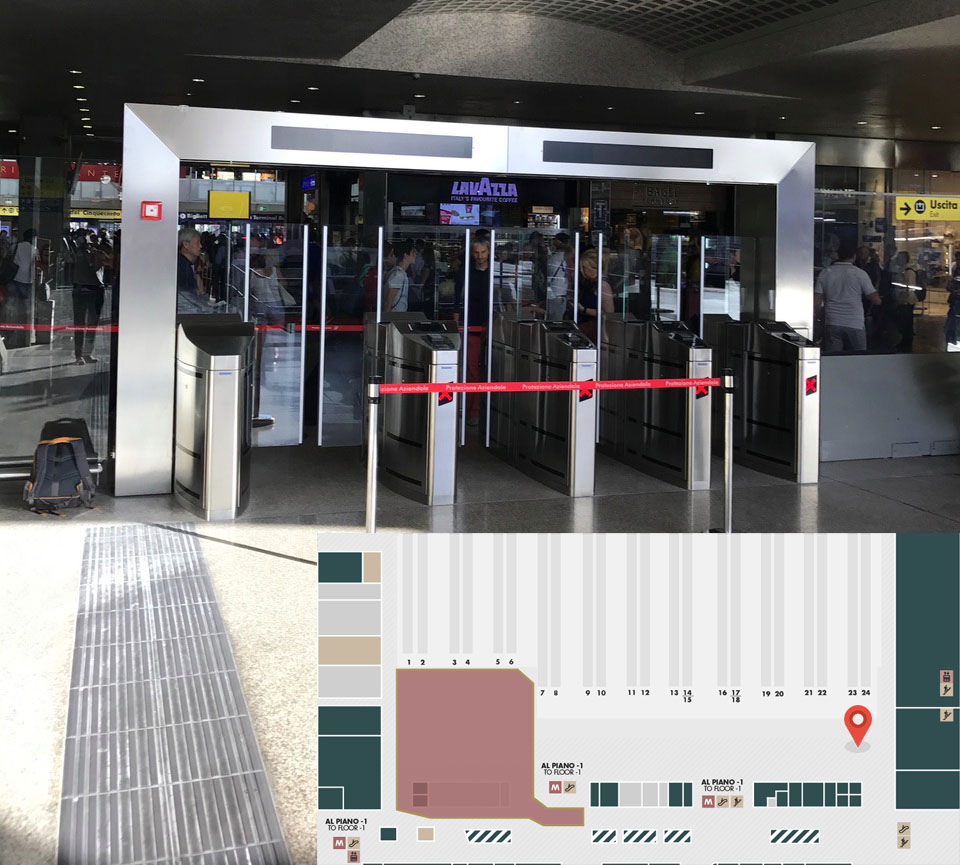 LAVAZZA
ITALY'S FAVOURITE COFFEE
Uscita
Exit
Protezione Aziendale Protezione Aziendale Protezione Aziendale Protezione Aziendale
1 2 3 4 5 6
7 8 9 10 11 12 13 14 16 17 19 20 21 22 23 24
15 18
AL PIANO -1
TO FLOOR -1
M
AL PIANO -1
TO FLOOR -1
M
AL PIANO -1
TO FLOOR -1
M